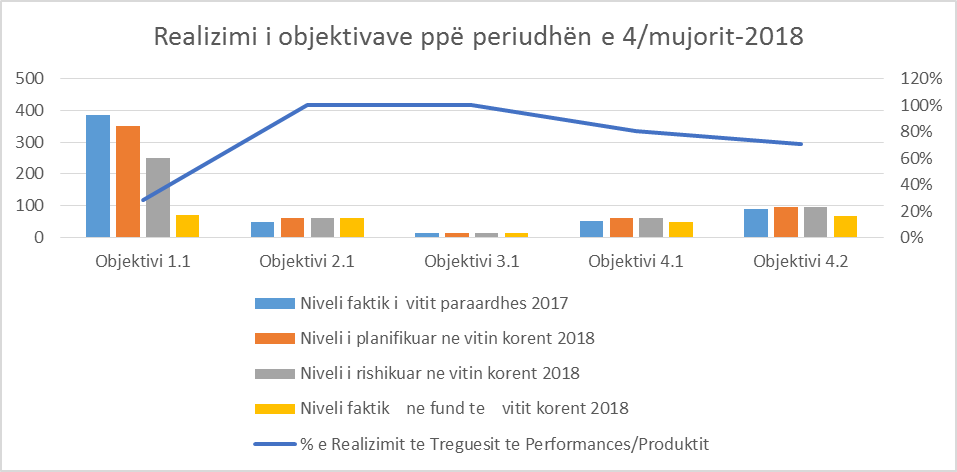 Realizimi i objektivave ppë periudhën e 4/mujorit-2018
500
400
300
200
100
0
120%
100%
80%
60%
40%
20%
0%
Objektivi 1.1
Objektivi 2.1
Objektivi 3.1
Objektivi 4.1
Objektivi 4.2
Niveli faktik i vitit paraardhes 2017
Niveli i planifikuar ne vitin korent 2018
Niveli i rishikuar ne vitin korent 2018
Niveli faktik ne fund te vitit korent 2018
% e Realizimit te Treguesit te Performances/Produktit